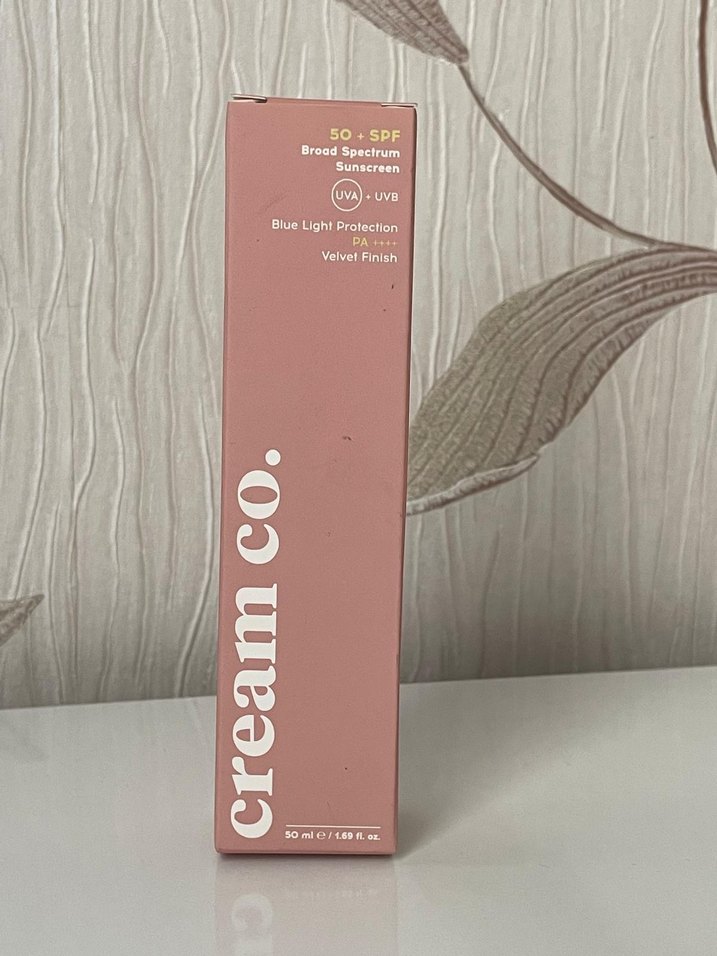 50 + SPF
Broad Spectrum
Sunscreen
UVA + UVB
Blue Light Protection
PA ++++
Velvet Finish
cream co.
50 ml ℮ / 1.69 fl. oz.